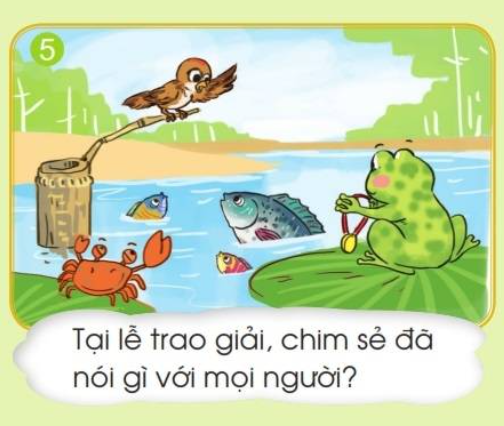 5
Tại lễ trao giải, chim sẻ đã
nói gì với mọi người?